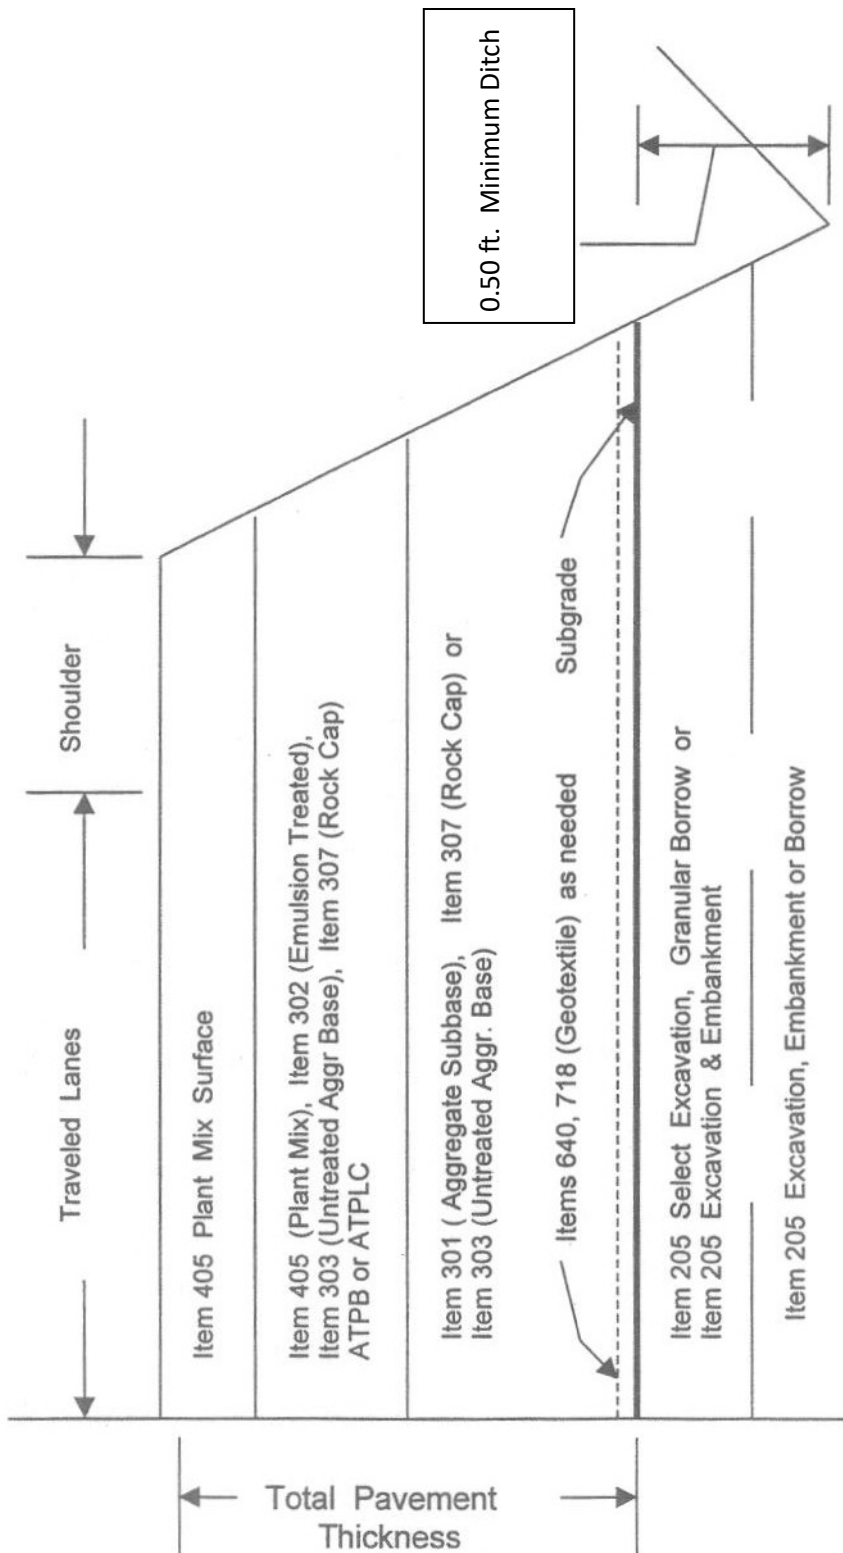 Traveled Lanes
Shoulder
Item 405 Plant Mix Surface
Item 405 (Plant Mix), Item 302 (Emulsion Treated),
Item 303 (Untreated Aggr Base), Item 307 (Rock Cap)
ATPB or ATPLC
Item 301 ( Aggregate Subbase), Item 307 (Rock Cap) or
Item 303 (Untreated Aggr. Base)
Items 640, 718 (Geotextile) as needed
Subgrade
Item 205 Select Excavation, Granular Borrow or
Item 205 Excavation & Embankment
Item 205 Excavation, Embankment or Borrow
0.50 ft. Minimum Ditch
Total Pavement
Thickness